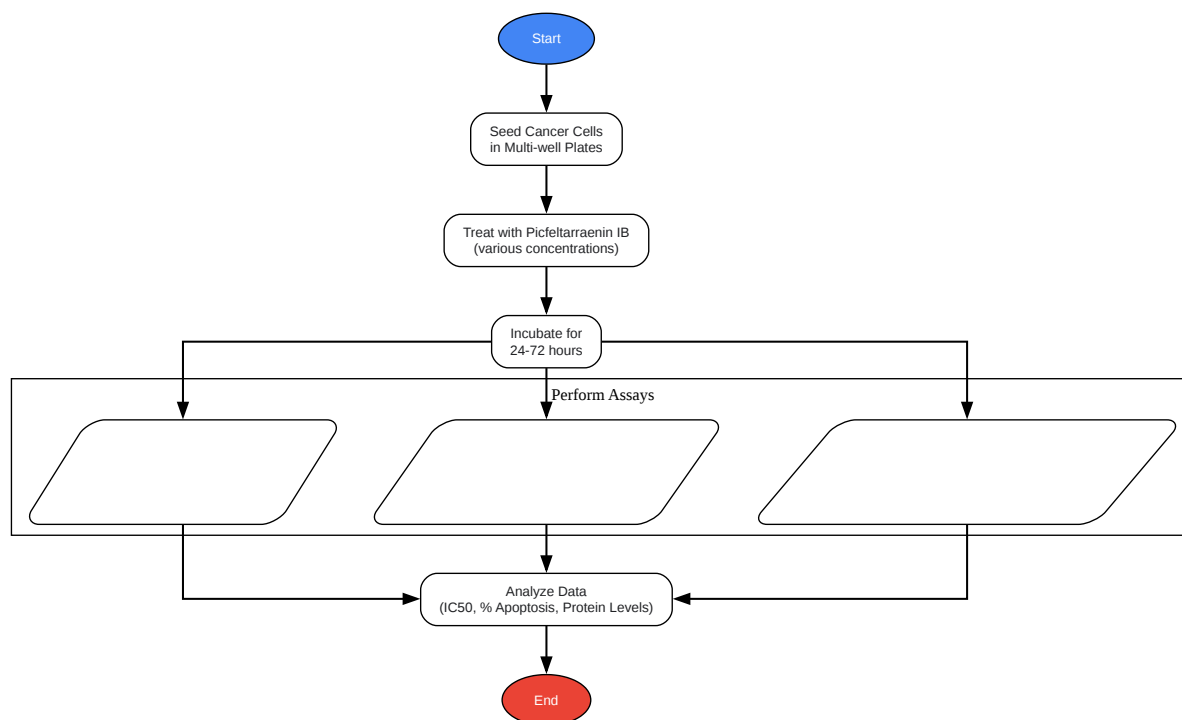 Start
Seed Cancer Cells
in Multi-well Plates
Treat with Picfeltarraenin IB
(various concentrations)
Incubate for
24-72 hours
Perform Assays
Analyze Data
(IC50, % Apoptosis, Protein Levels)
End